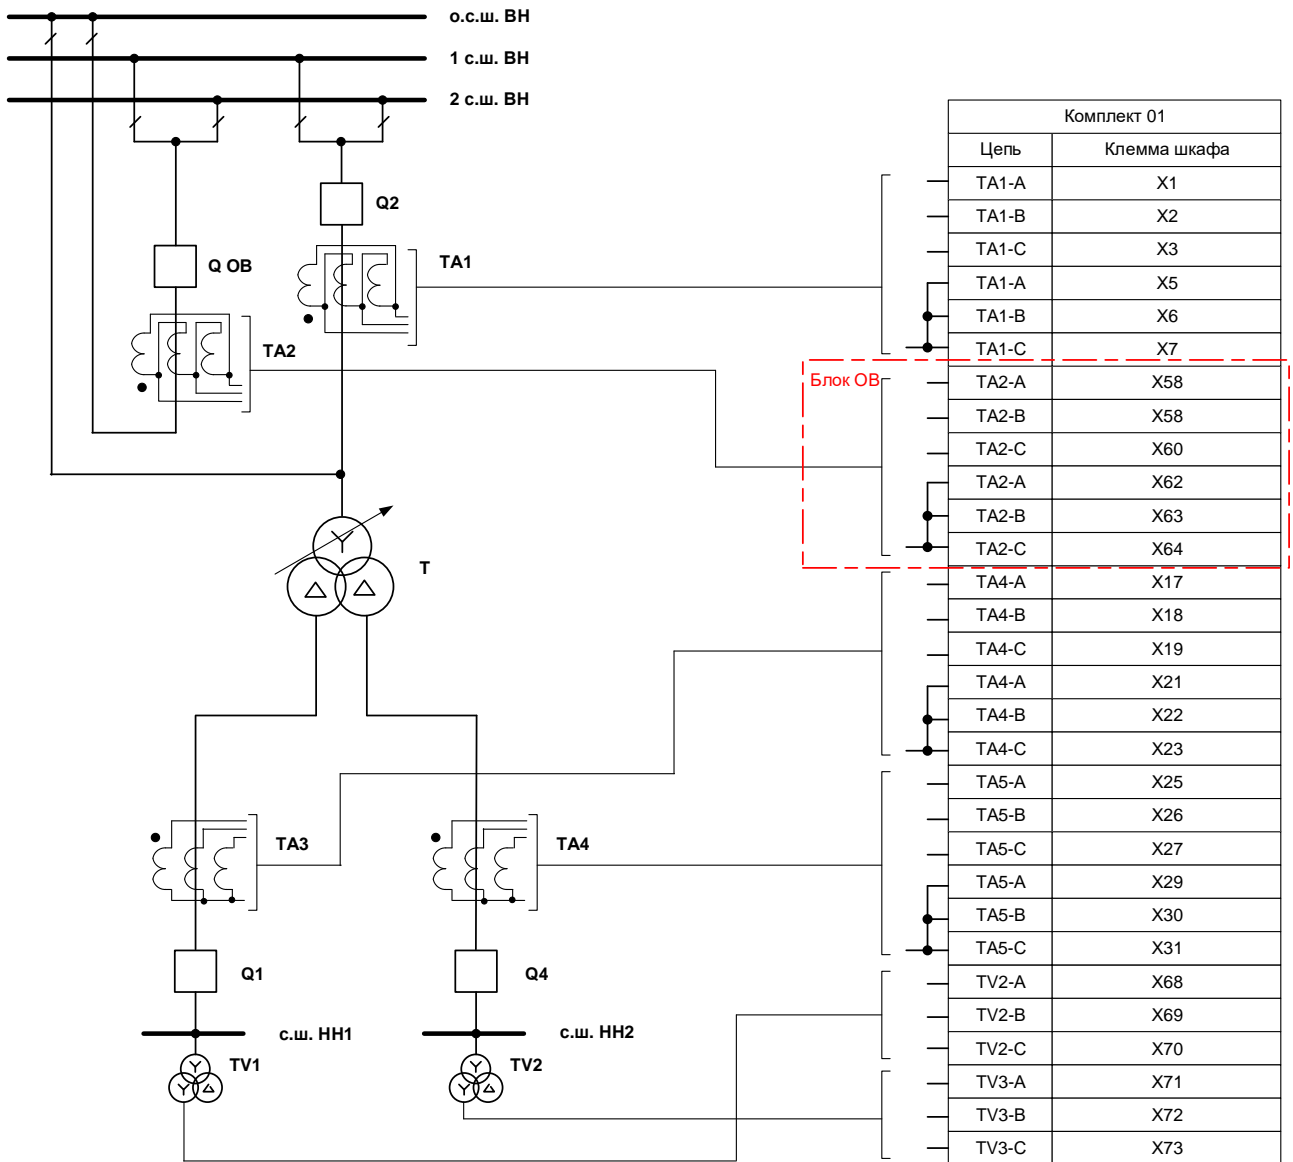 о.с.ш. ВН
1 с.ш. ВН
2 с.ш. ВН
Q2
Q ОВ
TA1
TA2
T
TA3
TA4
Q1
Q4
с.ш. НН1
с.ш. НН2
TV1
TV2
Блок ОВ
Комплект 01
Цепь Клемма шкафа
TA1-A X1
TA1-B X2
TA1-C X3
TA1-A X5
TA1-B X6
TA1-C X7
TA2-A X58
TA2-B X58
TA2-C X60
TA2-A X62
TA2-B X63
TA2-C X64
TA4-A X17
TA4-B X18
TA4-C X19
TA4-A X21
TA4-B X22
TA4-C X23
TA5-A X25
TA5-B X26
TA5-C X27
TA5-A X29
TA5-B X30
TA5-C X31
TV2-A X68
TV2-B X69
TV2-C X70
TV3-A X71
TV3-B X72
TV3-C X73